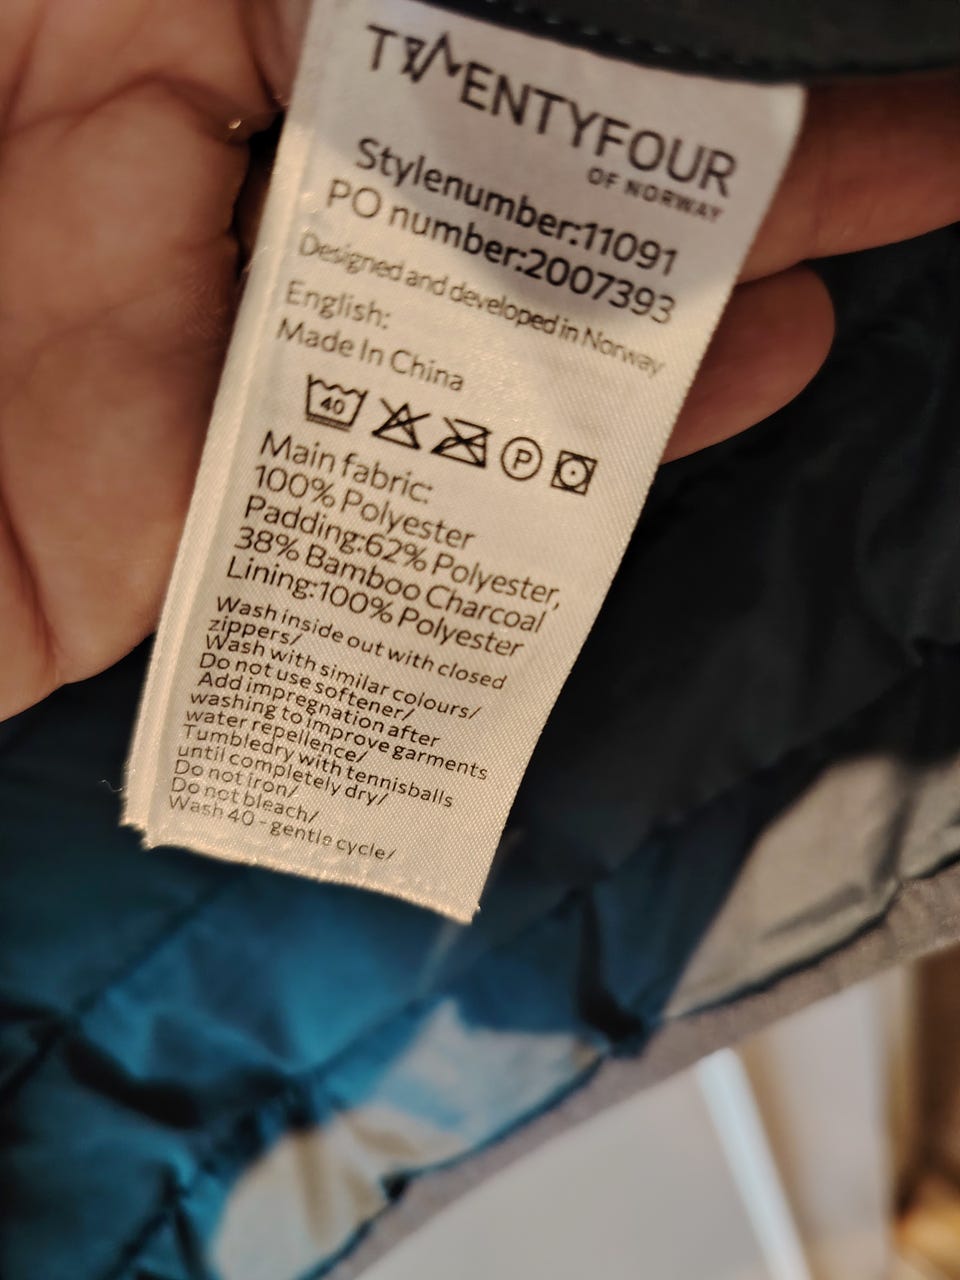 TWENTYFOUR
OF NORWAY
Stylenumber:11091
PO number:2007393
Designed and developed in Norway
English:
Made In China
40 P
Main fabric:
100% Polyester
Padding:62% Polyester,
38% Bamboo Charcoal
Lining:100% Polyester
Wash inside out with closed
zippers/
Wash with similar colours/
Do not use softener/
Add impregnation after
washing to improve garments
water repellence/
Tumbledry with tennisballs
until completely dry/
Do not iron/
Do not bleach/
Wash 40 - gentle cycle/